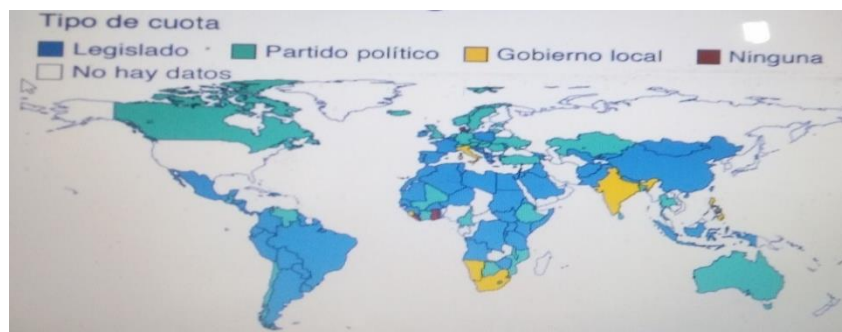 Tipo de cuota
Legislado Partido político Gobierno local Ninguna
No hay datos